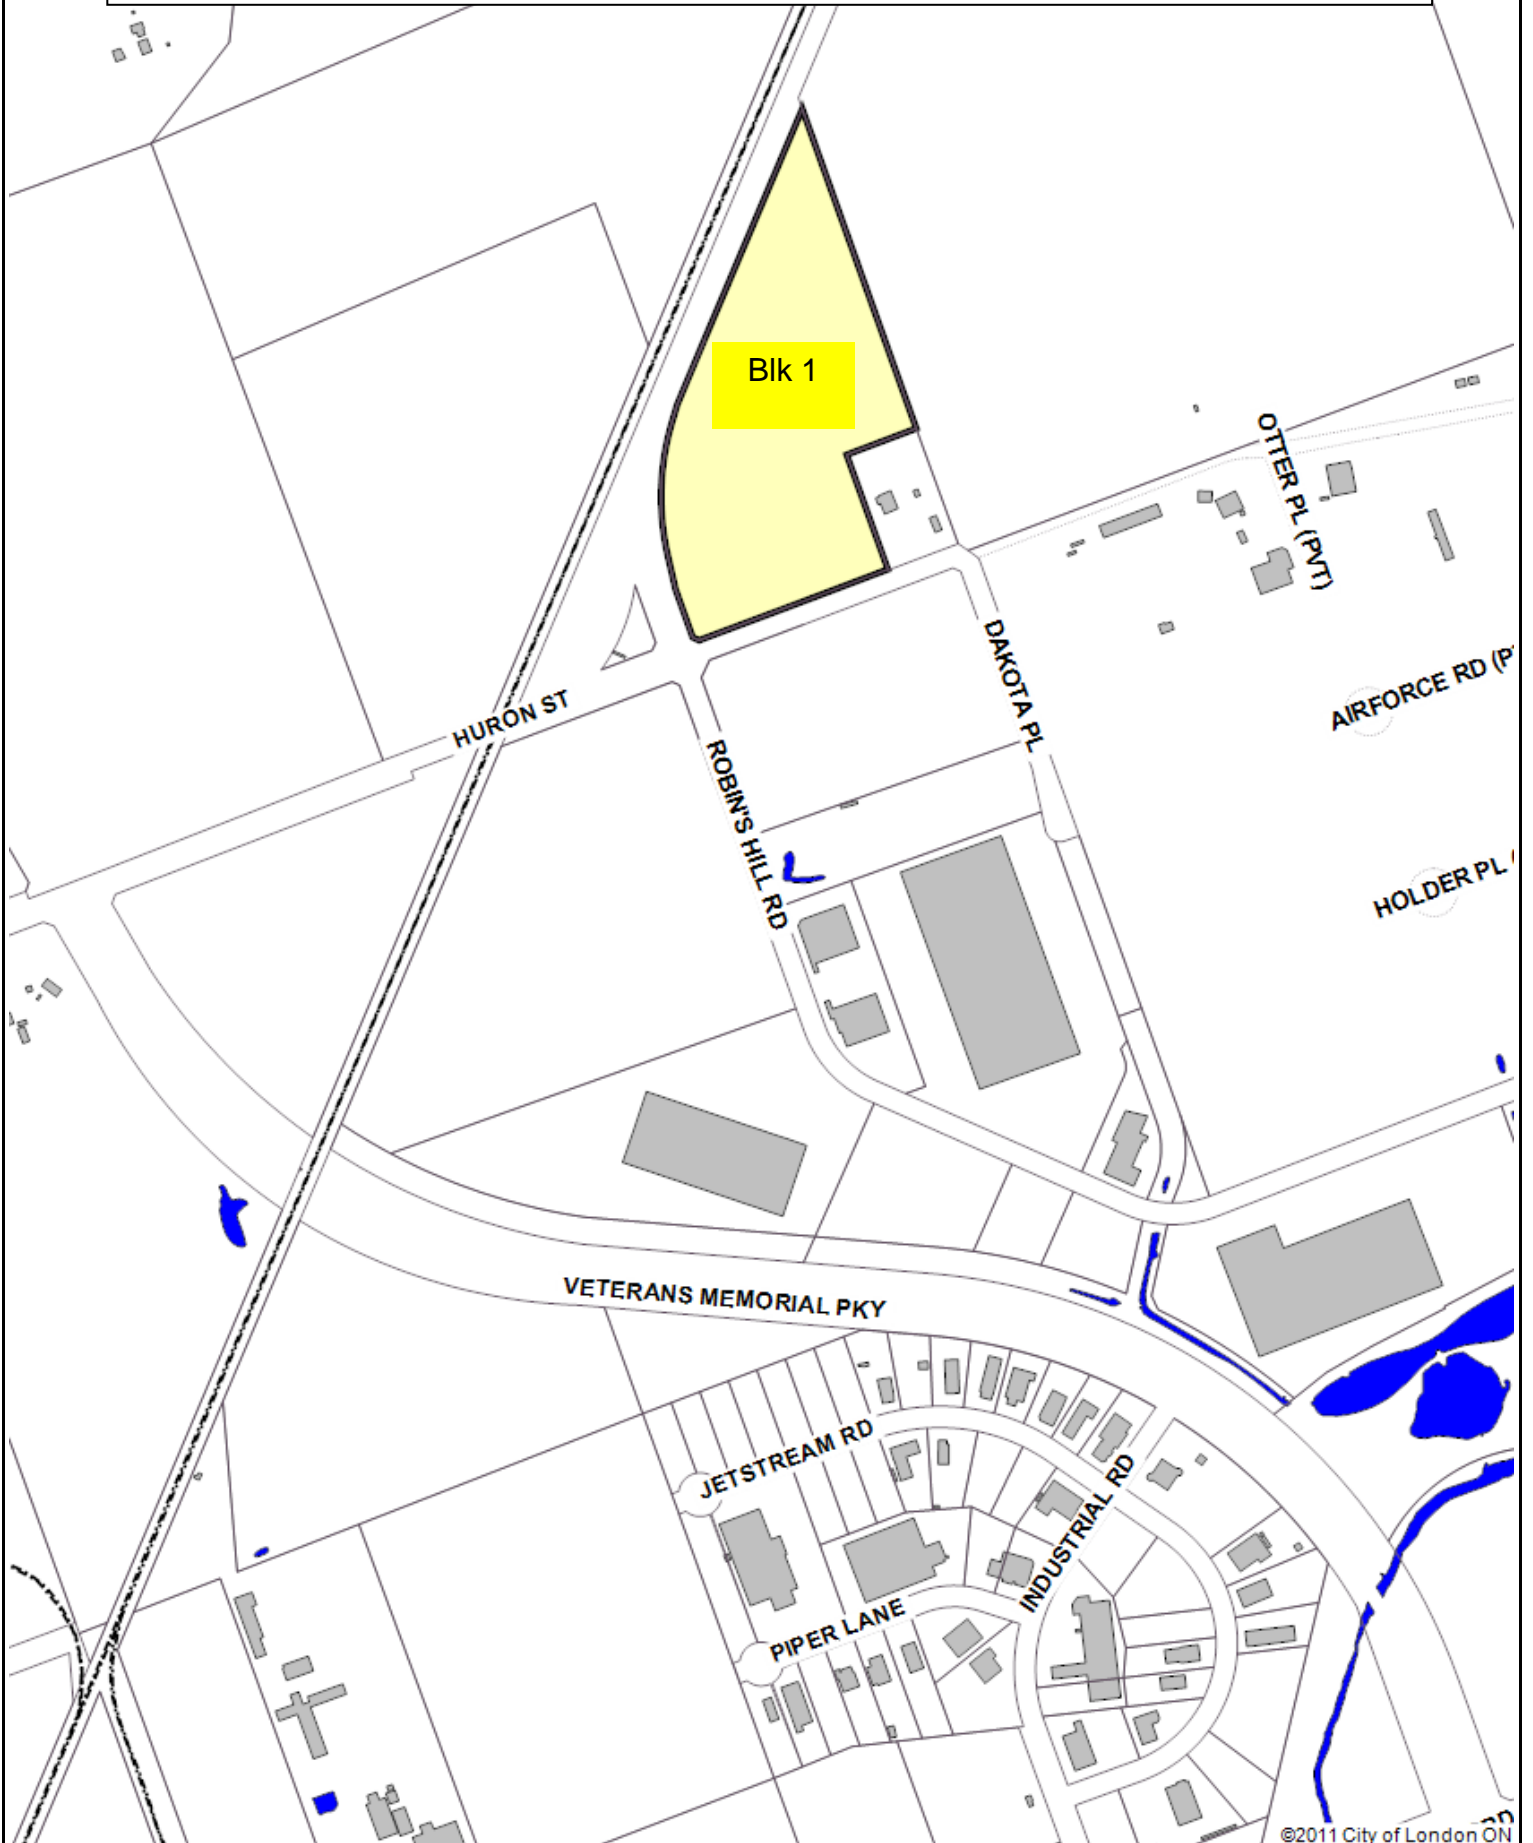 Blk 1
OTTER PL (PVT)
DAKOTA PL
AIRFORCE RD (P
HURON ST
ROBIN'S HILL RD
HOLDER PL
VETERANS MEMORIAL PKY
JETSTREAM RD
INDUSTRIAL RD
PIPER LANE
RD
©2011 City of London ON